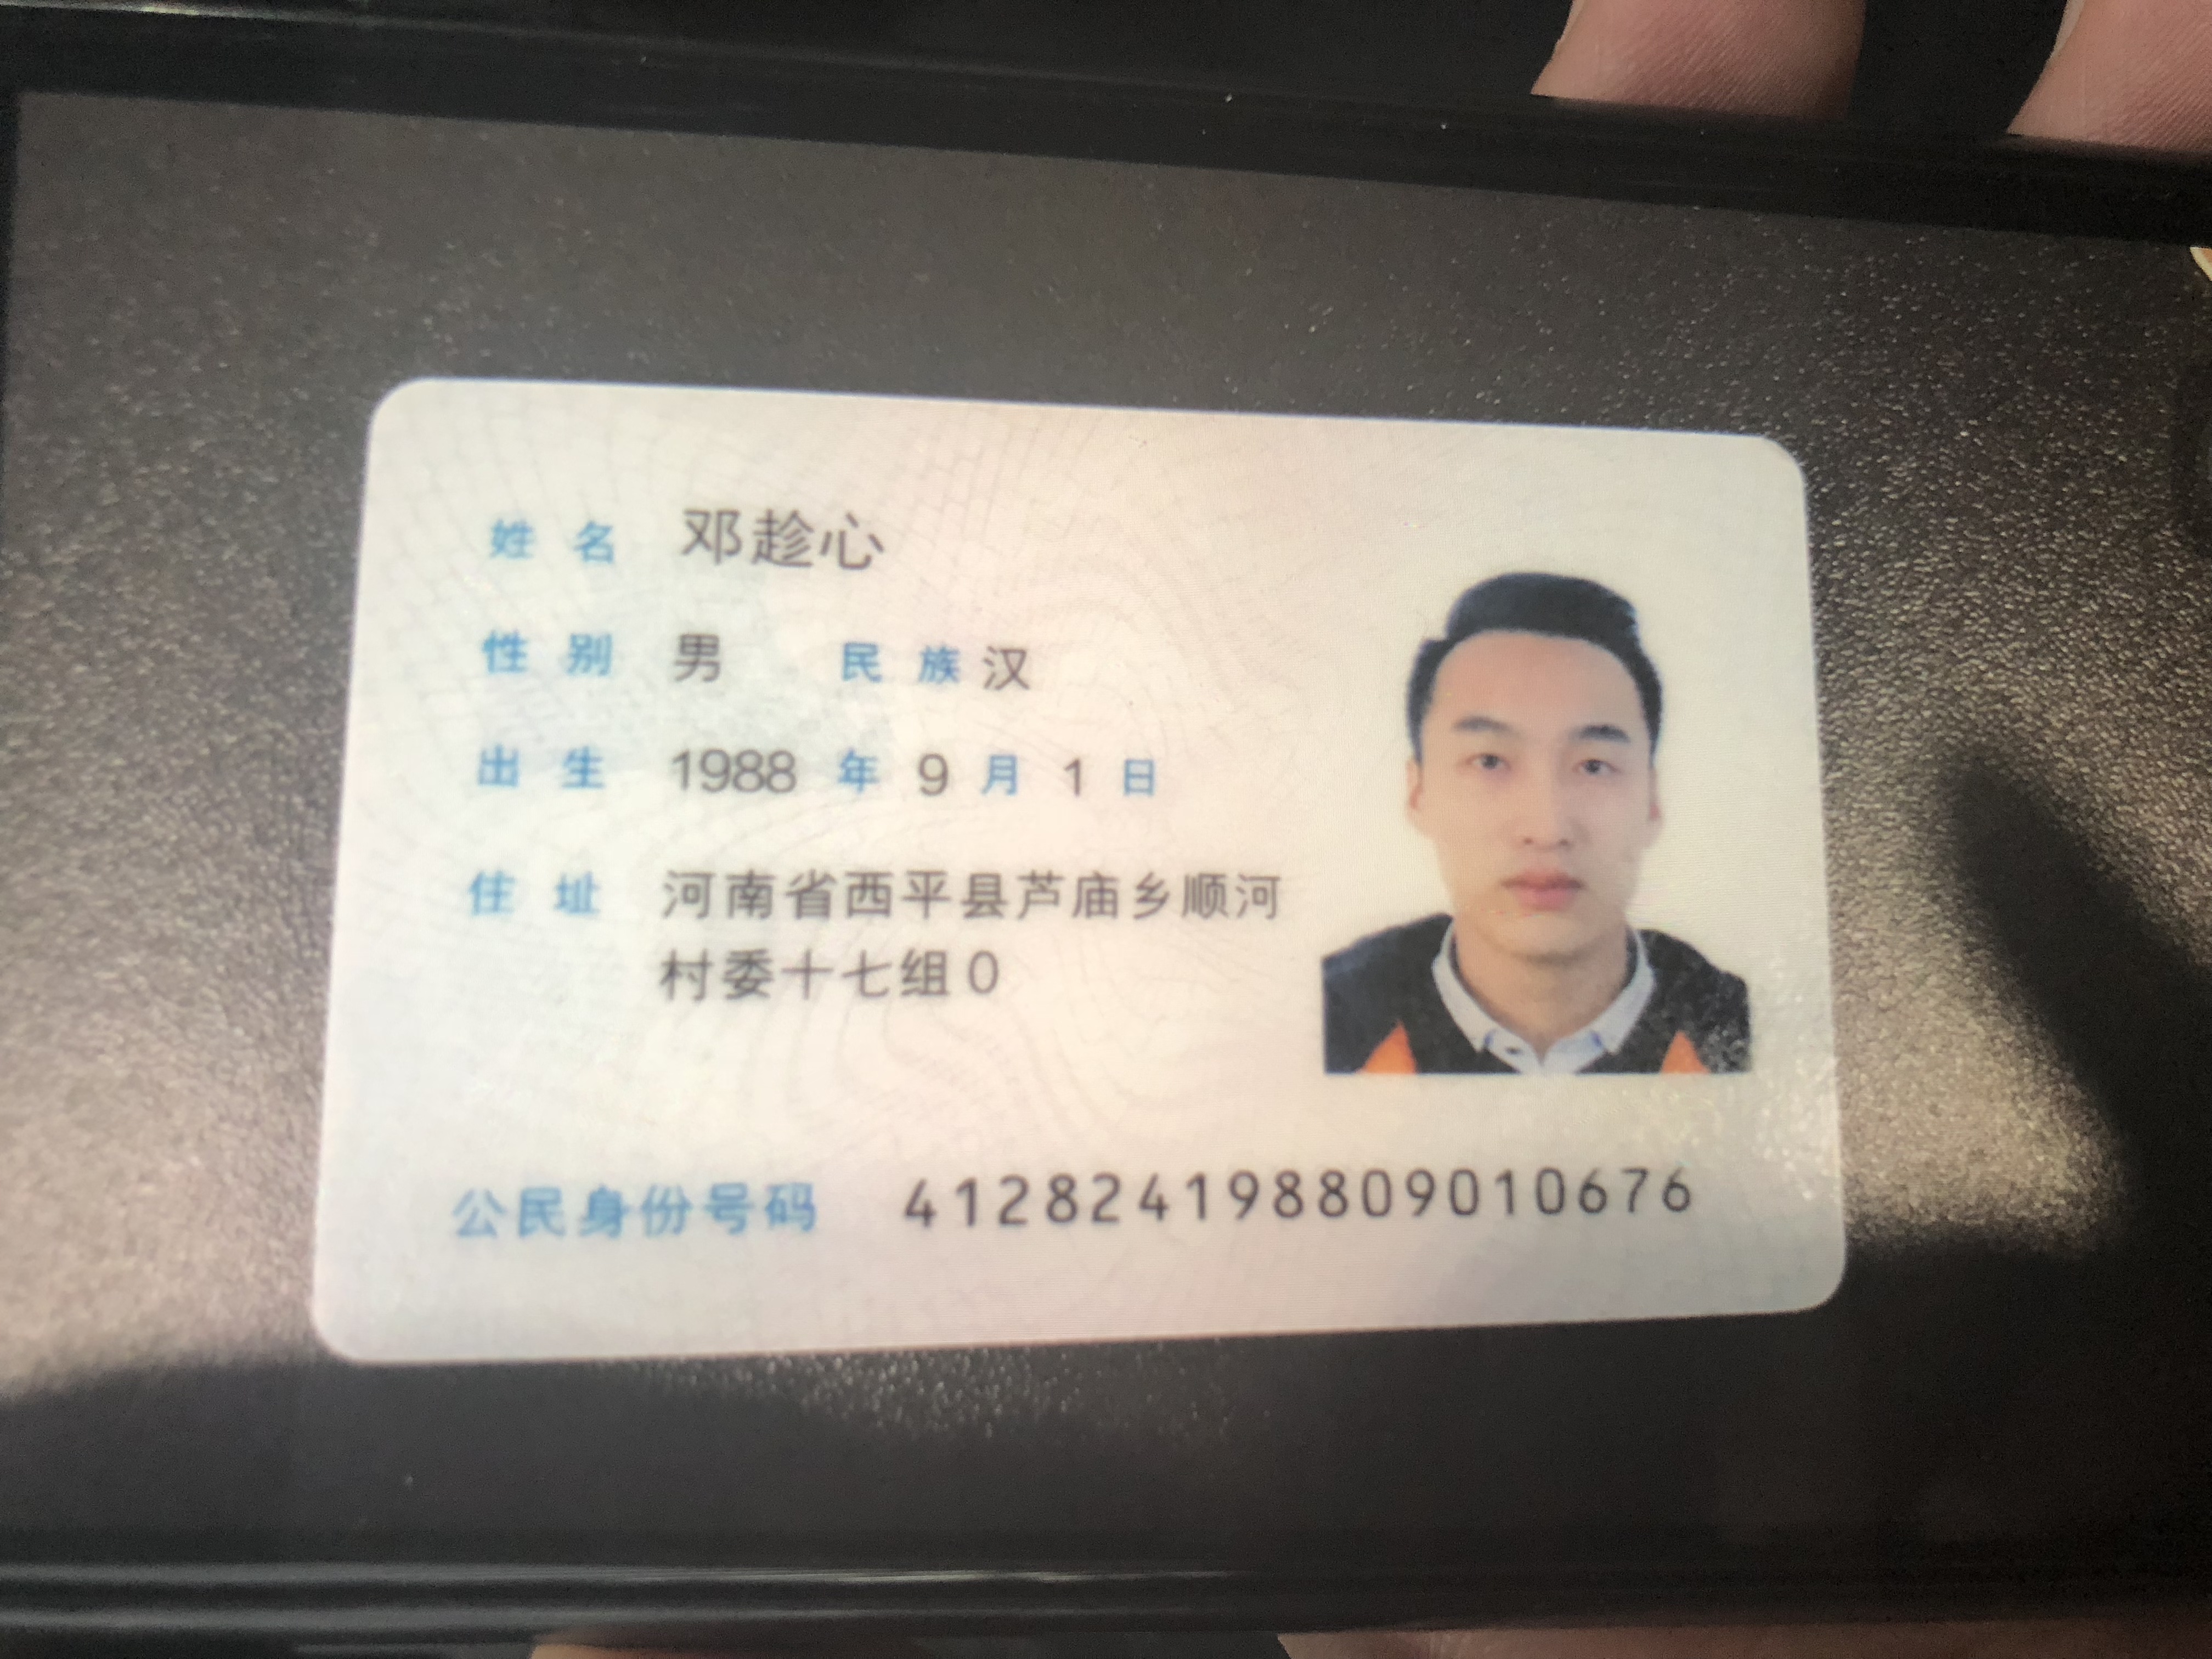 姓名 邓趁心
性别 男 民族 汉
出生 1988 年 9 月 1 日
住址 河南省西平县芦庙乡顺河
村委十七组0
公民身份号码 412824198809010676